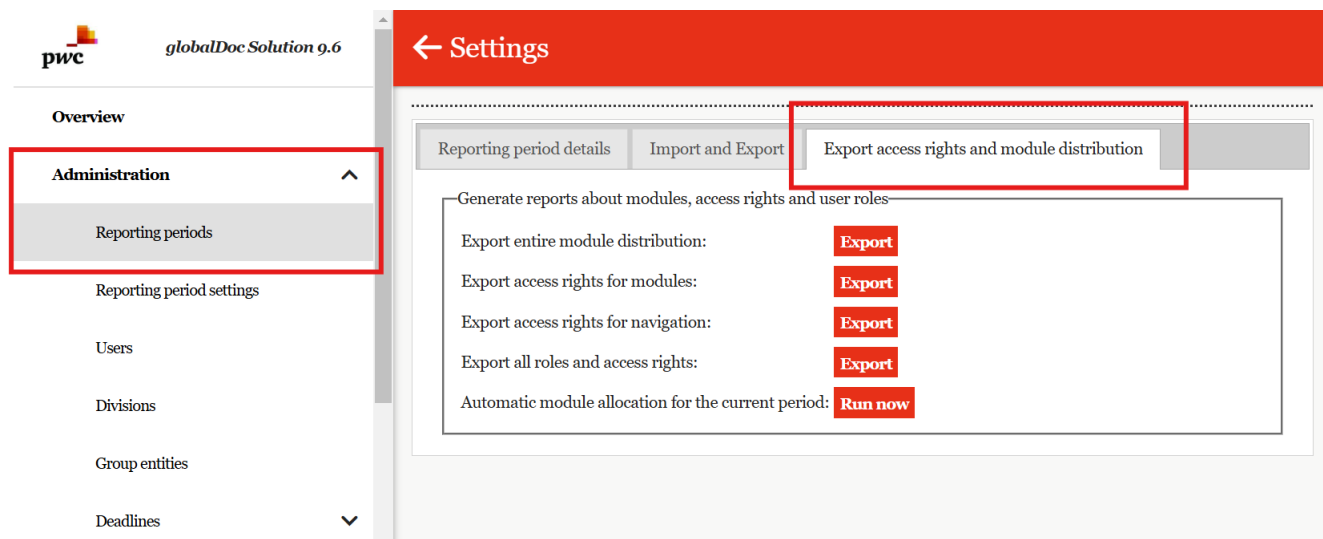 pwc
globalDoc Solution 9.6
Overview
Administration
Reporting periods
Reporting period settings
Users
Divisions
Group entities
Deadlines
Settings
Reporting period details
Import and Export
Export access rights and module distribution
Generate reports about modules, access rights and user roles
Export entire module distribution: Export
Export access rights for modules: Export
Export access rights for navigation: Export
Export all roles and access rights: Export
Automatic module allocation for the current period: Run now